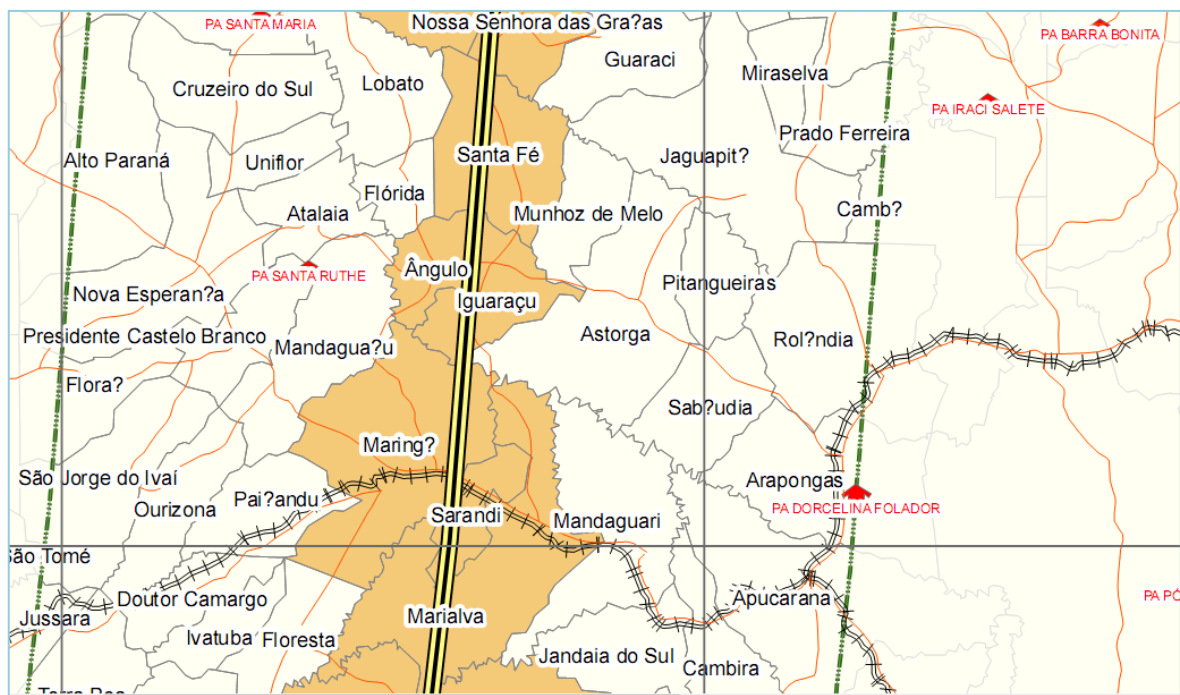 PA SANTA MARIA
Nossa Senhora das Gra?as
PA BARRA BONITA
Guaraci
Miraselva
Cruzeiro do Sul
Lobato
PA IRACI SALETE
Prado Ferreira
Alto Paraná
Uniflor
Santa Fé
Jaguapit?
Flórida
Atalaia
Munhoz de Melo
Camb?
PA SANTA RUTHE
Ângulo
Nova Esperan?a
Iguaraçu
Pitangueiras
Presidente Castelo Branco
Mandagua?u
Astorga
Rol?ndia
Flora?
Sab?udia
Maring?
São Jorge do Ivaí
Pai?andu
Arapongas
Ourizona
Sarandi
Mandaguari
PA DORCELINA FOLADOR
São Tomé
Doutor Camargo
Apucarana
PA PÓ
Jussara
Marialva
Ivatuba
Floresta
Jandaia do Sul
Cambira